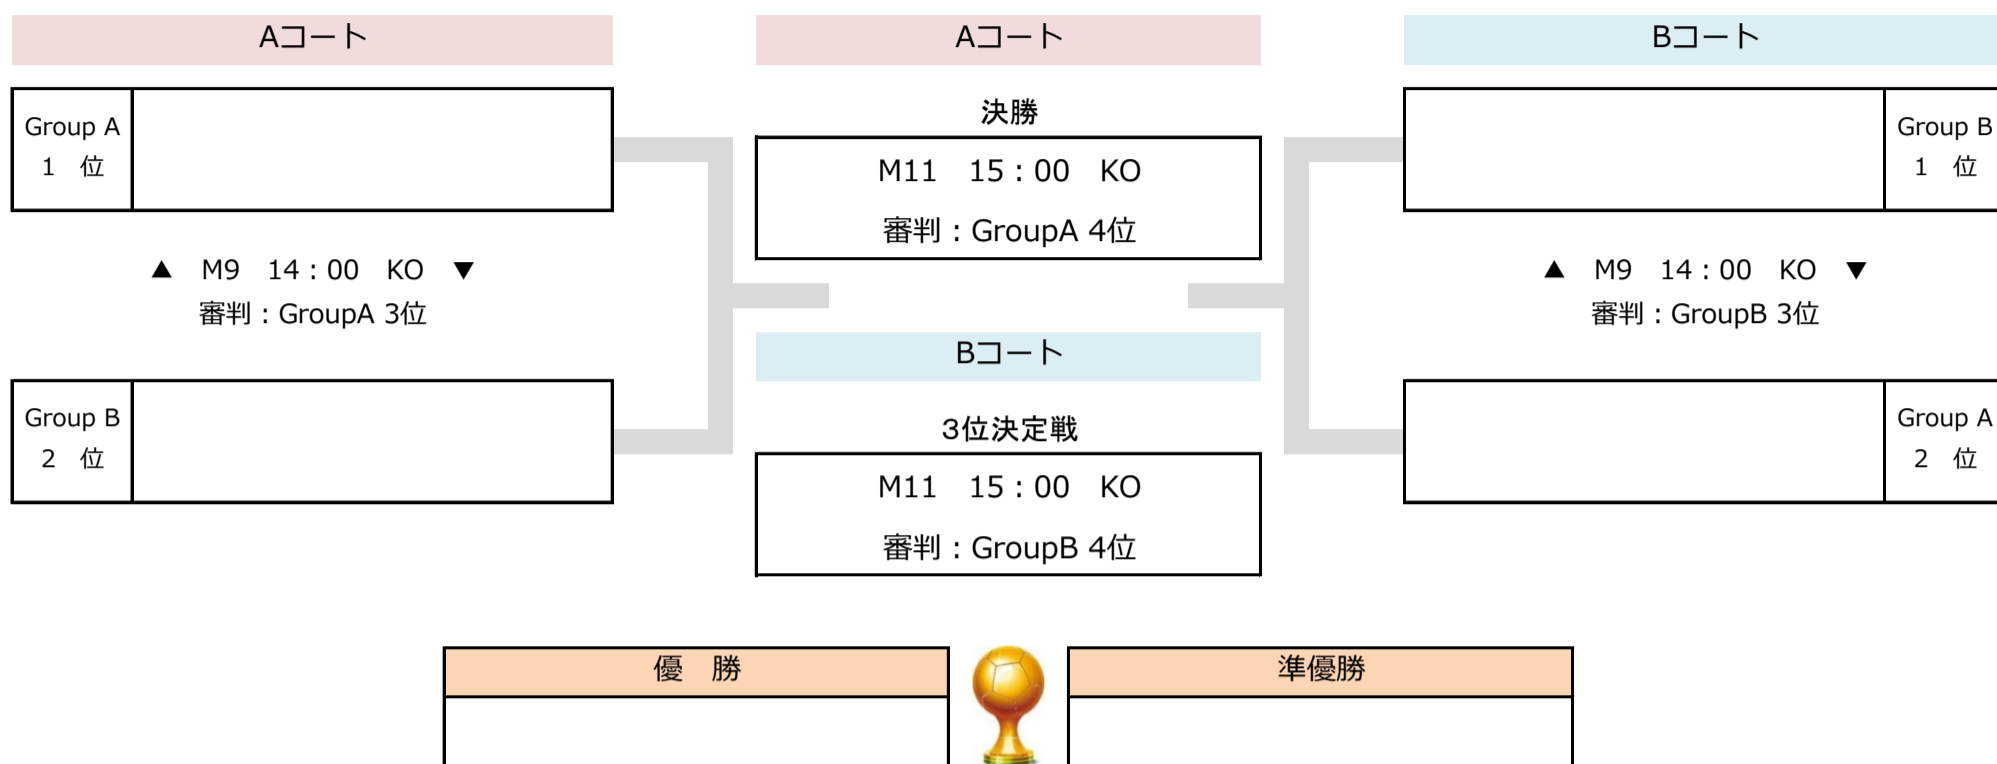 Aコート
Group A
1 位
▲ M9 14：00 KO ▼
審判：GroupA 3位
Group B
2 位
Aコート
決勝
M11 15：00 KO
審判：GroupA 4位
Bコート
3位決定戦
M11 15：00 KO
審判：GroupB 4位
Bコート
Group B
1 位
▲ M9 14：00 KO ▼
審判：GroupB 3位
Group A
2 位
優 勝
準優勝